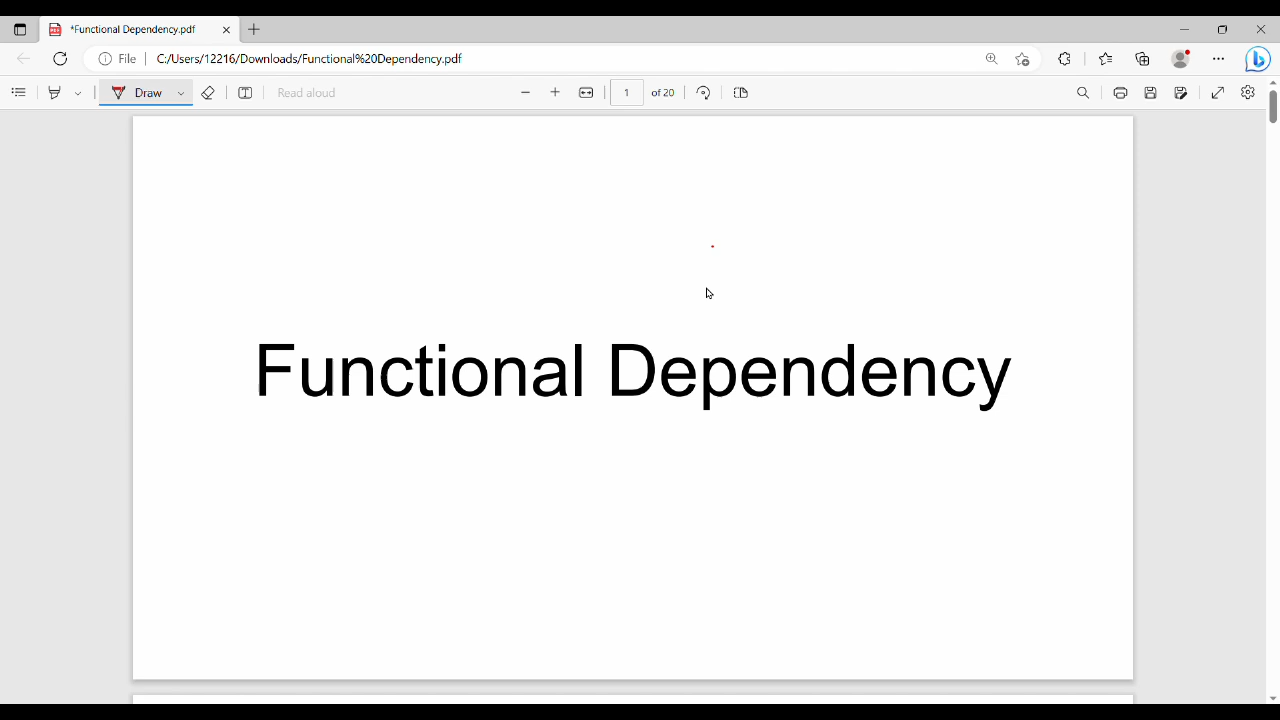 *Functional Dependency.pdf
File
C:/Users/12216/Downloads/Functional%20Dependency.pdf
Draw
Read aloud
1 of 20
Functional Dependency